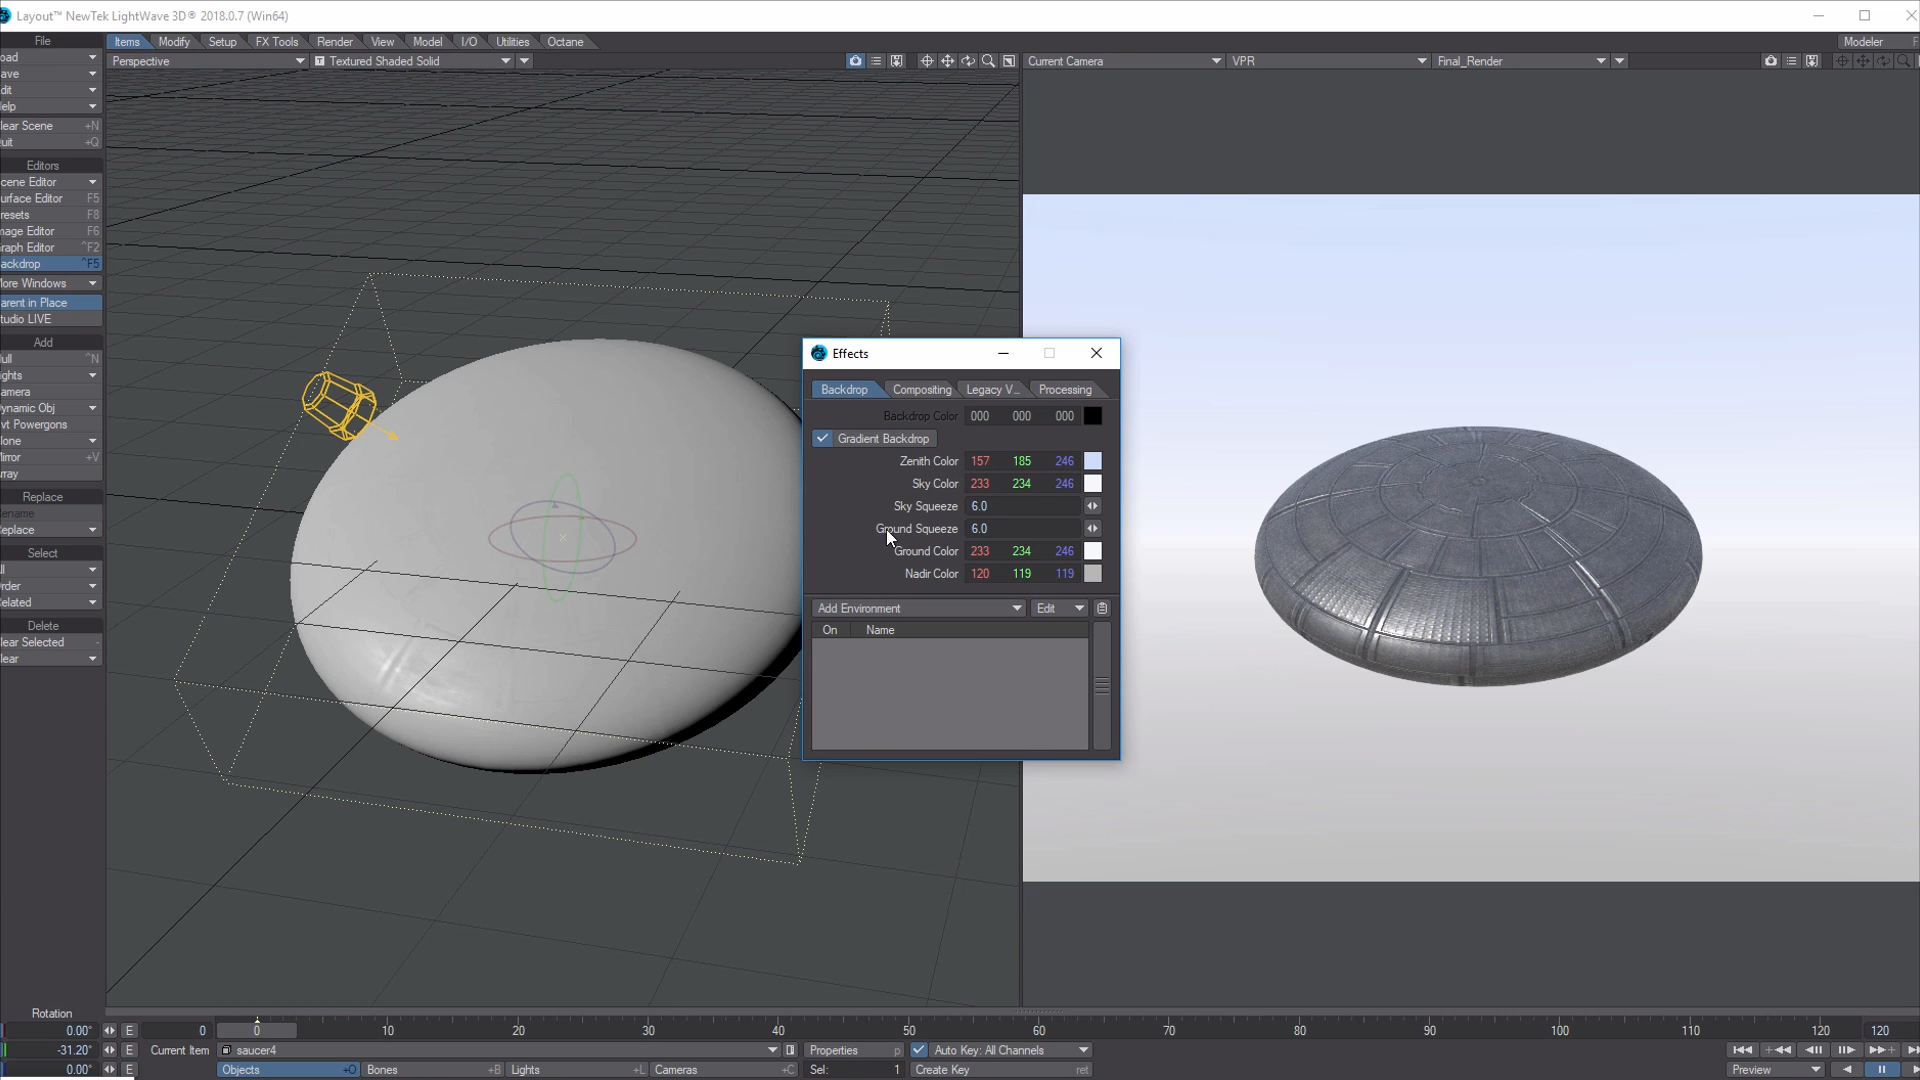 Layout™ NewTek LightWave 3D® 2018.0.7 (Win64)
File
Items Modify Setup FX Tools Render View Model I/O Utilities Octane Modeler F
oad
Perspective Textured Shaded Solid Current Camera VPR Final_Render
ave
dit
elp
lear Scene +N
uit +Q
Editors
cene Editor
urface Editor F5
resets F8
mage Editor F6
raph Editor ^F2
ackdrop ^F5
ore Windows
arent in Place
tudio LIVE
Add
ull ^N
ights
amera
ynamic Obj
vt Powergons
lone
irror +V
rray
Replace
ename
eplace
Select
ll
rder
elated
Delete
lear Selected -
lear
Effects
Backdrop Compositing Legacy V... Processing
Backdrop Color 000 000 000
Gradient Backdrop
Zenith Color 157 185 246
Sky Color 233 234 246
Sky Squeeze 6.0
Ground Squeeze 6.0
Ground Color 233 234 246
Nadir Color 120 119 119
Add Environment Edit
On Name
Rotation
0.00° E 0 0 10 20 30 40 50 60 70 80 90 100 110 120 120
-31.20° E Current Item saucer4 Properties p Auto Key: All Channels
0.00° E Objects +O Bones +B Lights +L Cameras +C Sel: 1 Create Key ret Preview